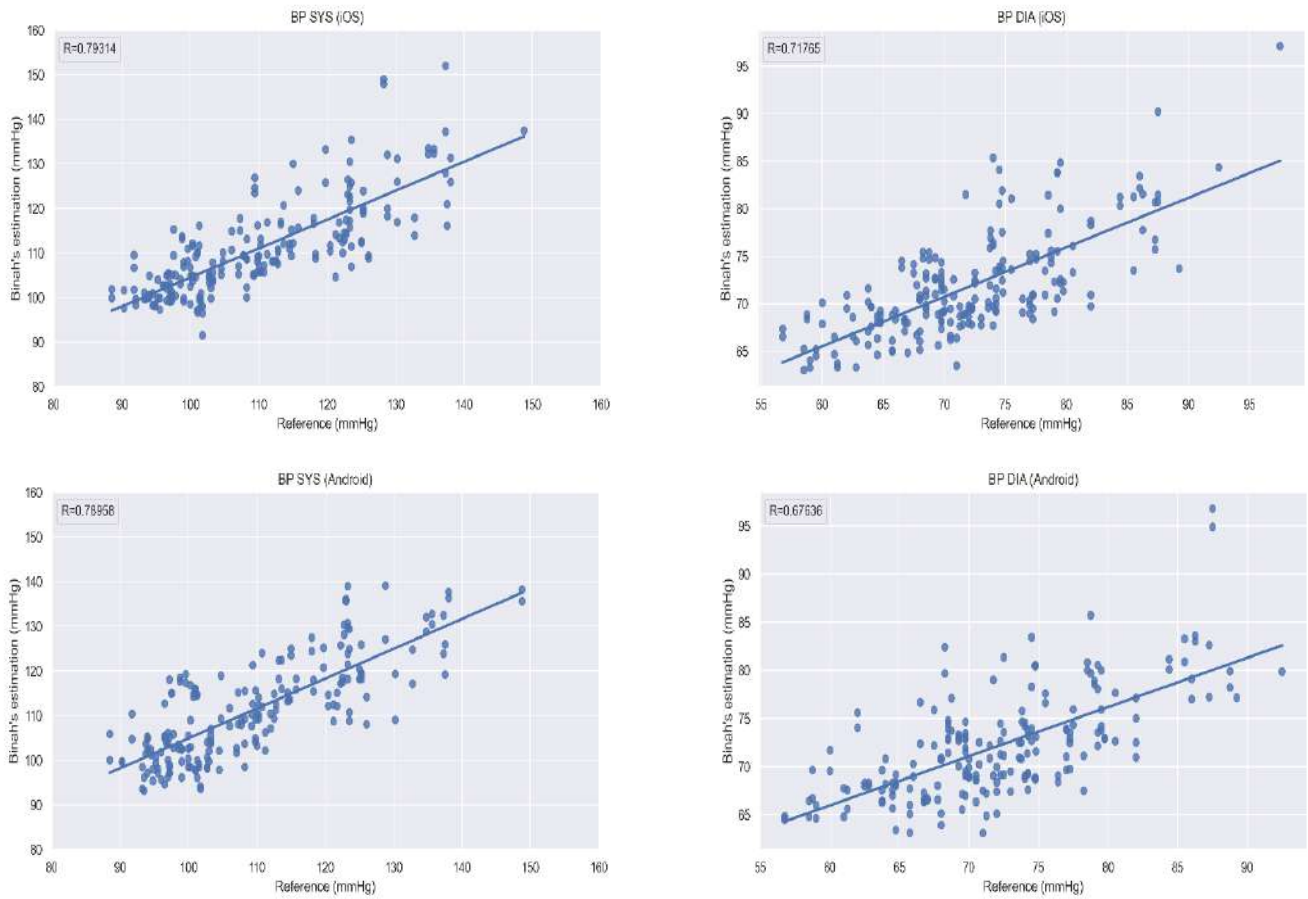 BP SYS (iOS)
R=0.79314
160
150
140
130
120
110
100
90
80
Binah's estimation (mmHg)
80 90 100 110 120 130 140 150 160
Reference (mmHg)
BP DIA (iOS)
R=0.71765
95
90
85
80
75
70
65
Binah's estimation (mmHg)
55 60 65 70 75 80 85 90 95
Reference (mmHg)
BP SYS (Android)
R=0.78958
160
150
140
130
120
110
100
90
80
Binah's estimation (mmHg)
80 90 100 110 120 130 140 150 160
Reference (mmHg)
BP DIA (Android)
R=0.67636
95
90
85
80
75
70
65
Binah's estimation (mmHg)
55 60 65 70 75 80 85 90
Reference (mmHg)